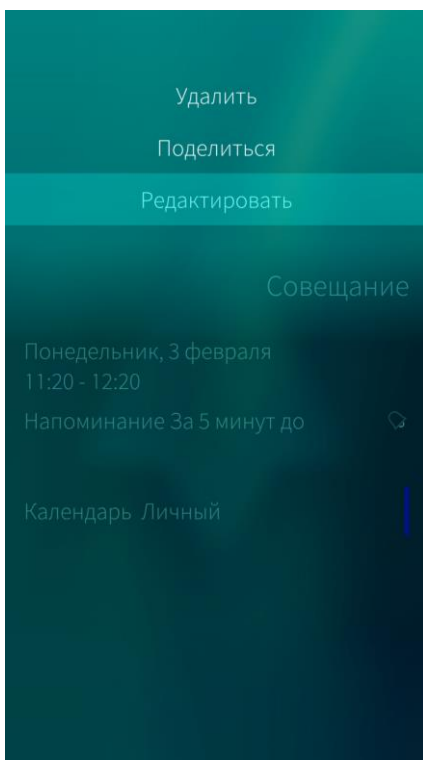 Удалить
Поделиться
Редактировать
Совещание
Понедельник, 3 февраля
11:20 - 12:20
Напоминание За 5 минут до
Календарь Личный